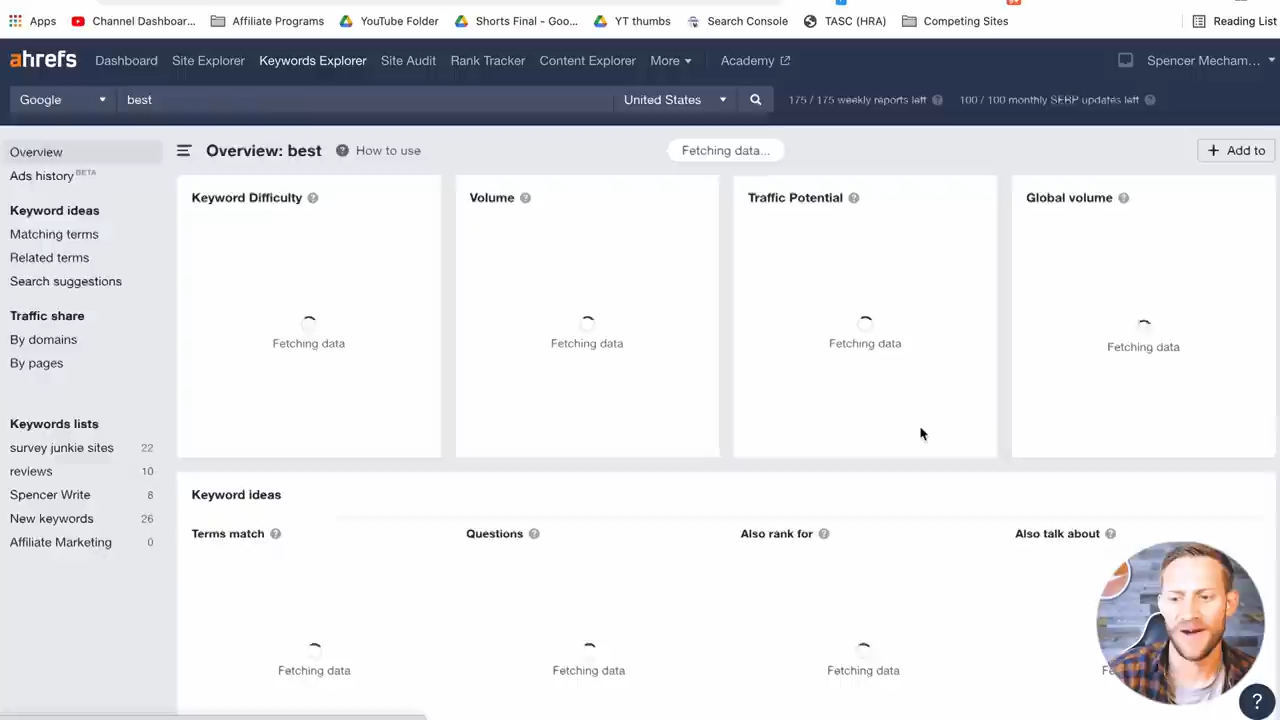 Apps
Channel Dashboar...
Affiliate Programs
YouTube Folder
Shorts Final - Goo...
YT thumbs
Search Console
TASC (HRA)
Competing Sites
Reading List
ahrefs
Dashboard
Site Explorer
Keywords Explorer
Site Audit
Rank Tracker
Content Explorer
More
Academy
Spencer Mecham...
Google
best
United States
175 / 175 weekly reports left ?
100 / 100 monthly SERP updates left ?
Overview
Ads history BETA
Keyword ideas
Matching terms
Related terms
Search suggestions
Traffic share
By domains
By pages
Keywords lists
survey junkie sites 22
reviews 10
Spencer Write 8
New keywords 26
Affiliate Marketing 0
Overview: best
? How to use
Fetching data...
+ Add to
Keyword Difficulty ?
Fetching data
Volume ?
Fetching data
Traffic Potential ?
Fetching data
Global volume ?
Fetching data
Keyword ideas
Terms match ?
Fetching data
Questions ?
Fetching data
Also rank for ?
Fetching data
Also talk about ?
?